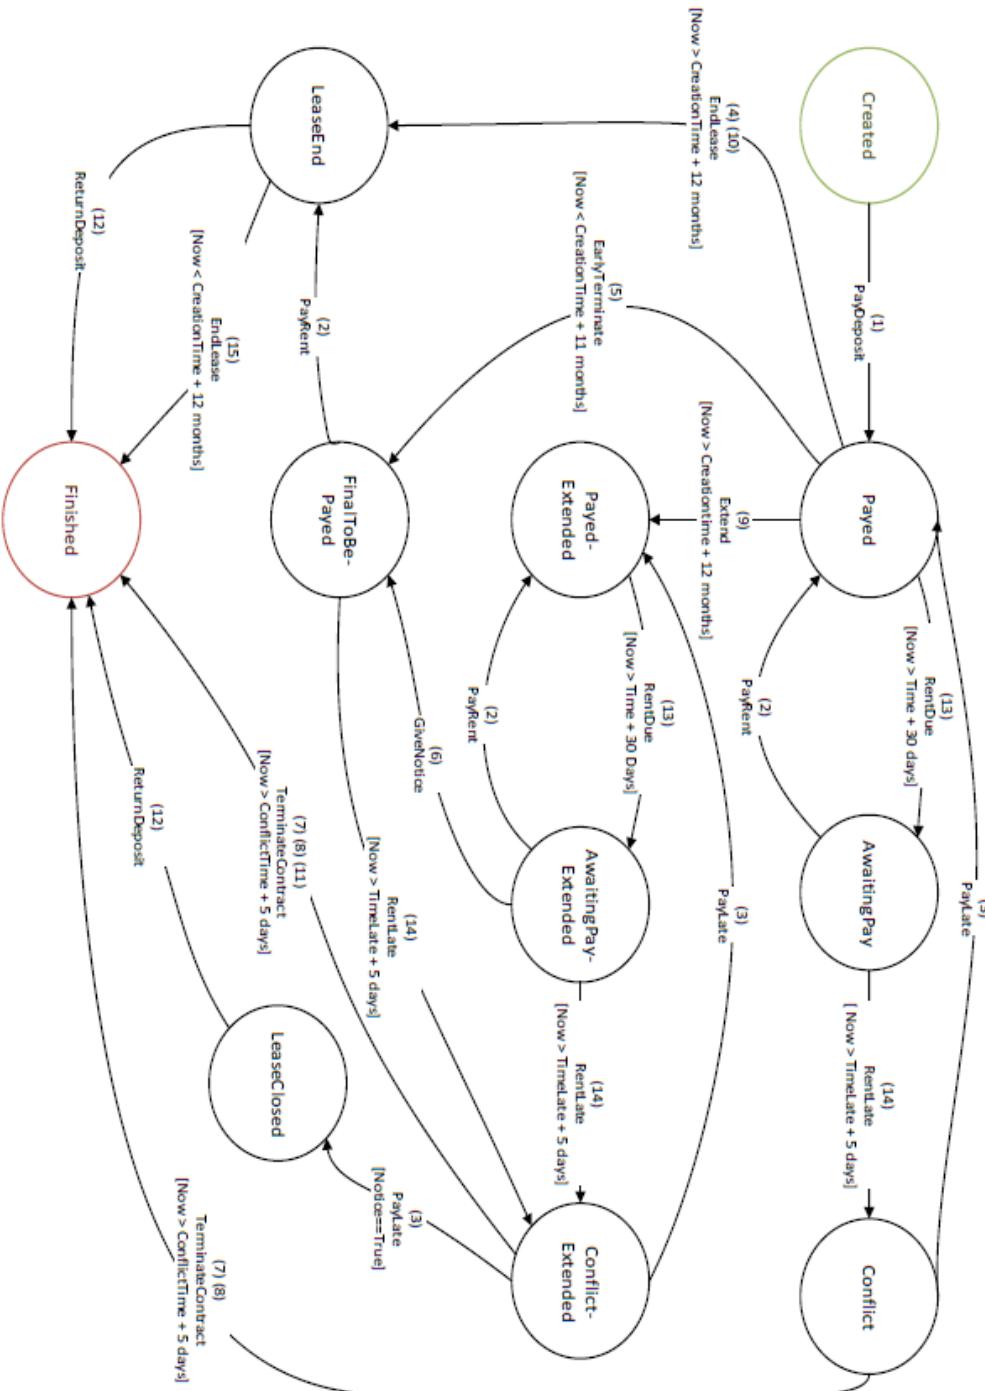 Created
(1)
PayDeposit
Payed
(13)
RentDue
[Now > Time + 30 days]
(2)
PayRent
AwaitingPay
(14)
RentLate
[ Now > TimeLate + 5 days]
Conflict
PayLate
(4) (10)
EndLease
[Now > CreationTime + 12 months]
(9)
Extend
[Now > Creationtime + 12 months]
(5)
EarlyTerminate
[Now < CreationTime + 11 months]
Payed-
Extended
(13)
RentDue
[Now > Time + 30 Days]
(2)
PayRent
(6)
GiveNotice
AwaitingPay-
Extended
(3)
PayLate
(14)
RentLate
[Now > TimeLate + 5 days]
Conflict-
Extended
LeaseEnd
(2)
PayRent
FinalToBe-
Payed
(14)
RentLate
[Now > TimeLate + 5 days]
(7) (8) (11)
TerminateContract
[Now > ConflictTime + 5 days]
(3)
PayLate
[Notice==True]
LeaseClosed
(12)
ReturnDeposit
(15)
EndLease
[Now < CreationTime + 12 months]
(12)
ReturnDeposit
Finished
(7) (8)
TerminateContract
[Now > ConflictTime + 5 days]